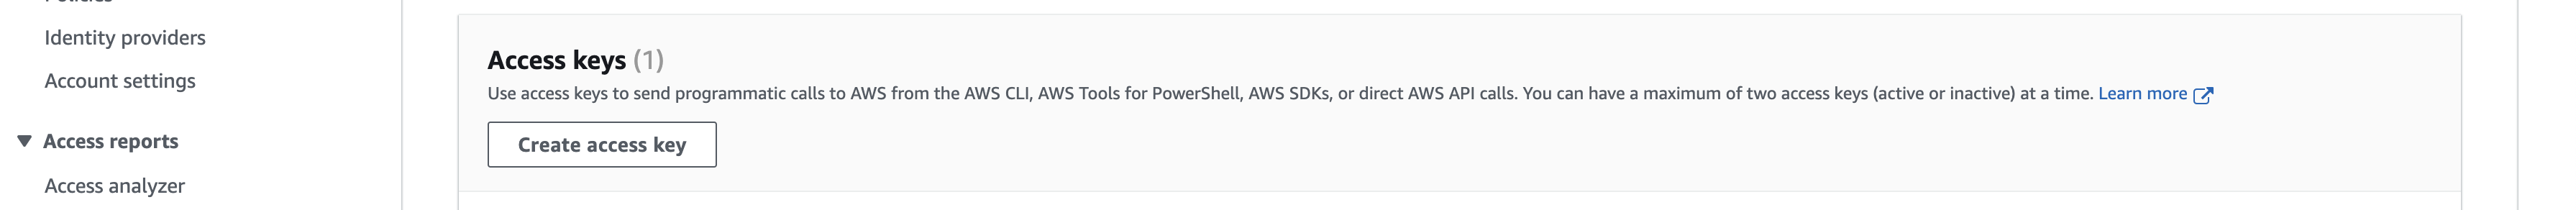 Policies
Identity providers
Account settings
Access reports
Access analyzer
Access keys (1)
Use access keys to send programmatic calls to AWS from the AWS CLI, AWS Tools for PowerShell, AWS SDKs, or direct AWS API calls. You can have a maximum of two access keys (active or inactive) at a time. Learn more
Create access key